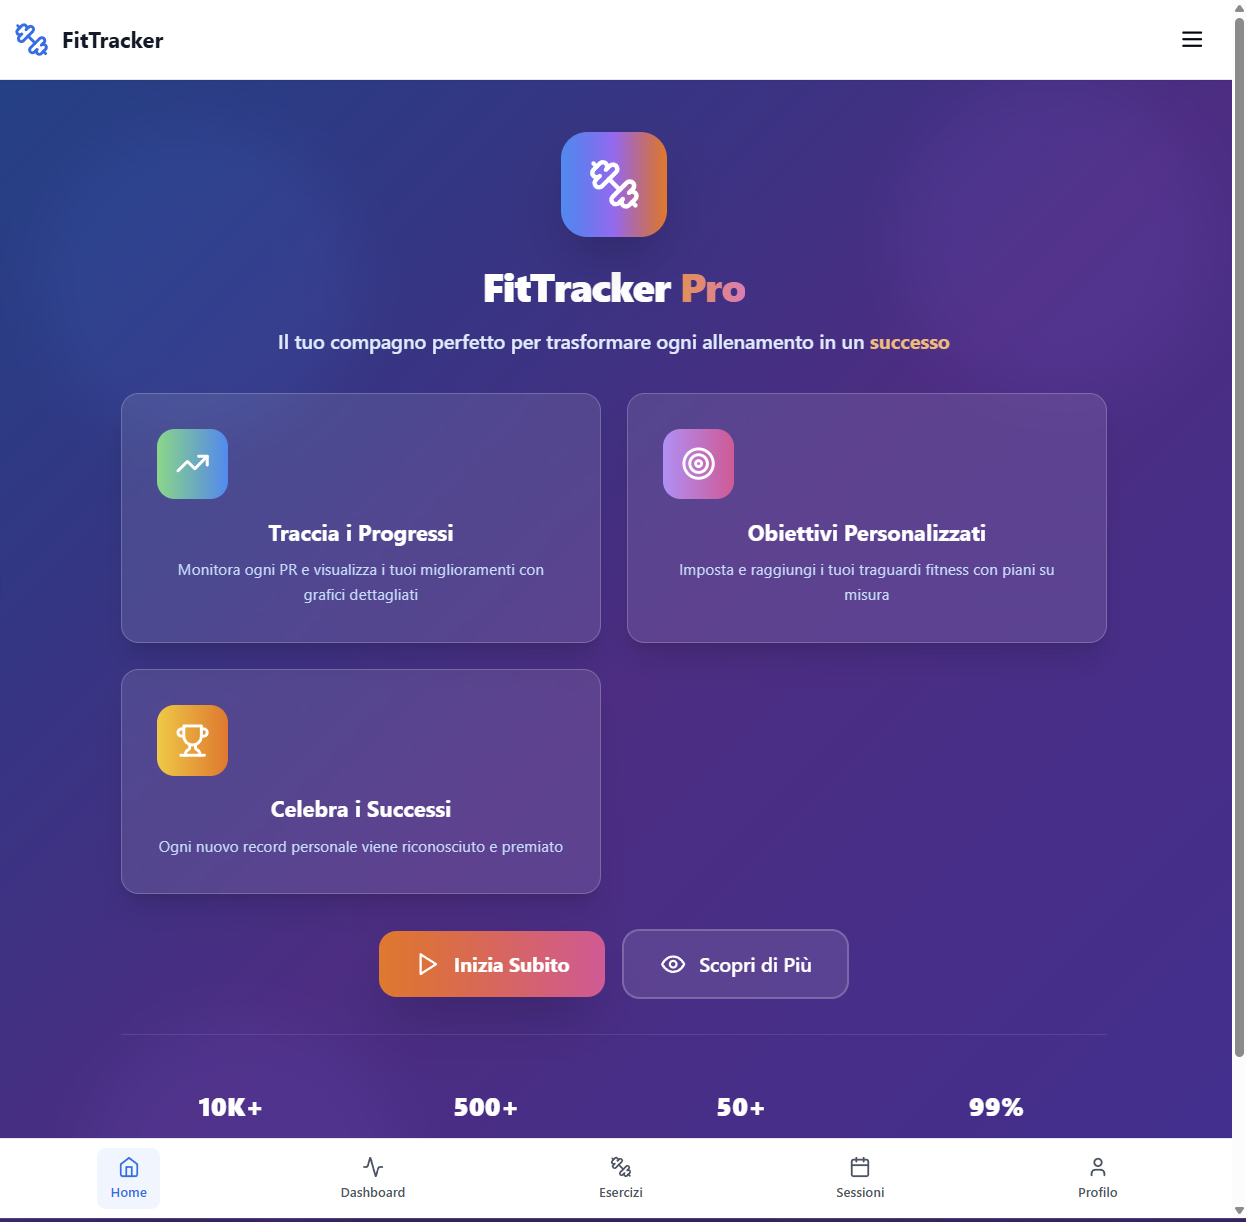 FitTracker
FitTracker Pro
Il tuo compagno perfetto per trasformare ogni allenamento in un successo
Traccia i Progressi
Monitora ogni PR e visualizza i tuoi miglioramenti con
grafici dettagliati
Obiettivi Personalizzati
Imposta e raggiungi i tuoi traguardi fitness con piani su
misura
Celebra i Successi
Ogni nuovo record personale viene riconosciuto e premiato
Inizia Subito
Scopri di Più
10K+
500+
50+
99%
Home
Dashboard
Esercizi
Sessioni
Profilo